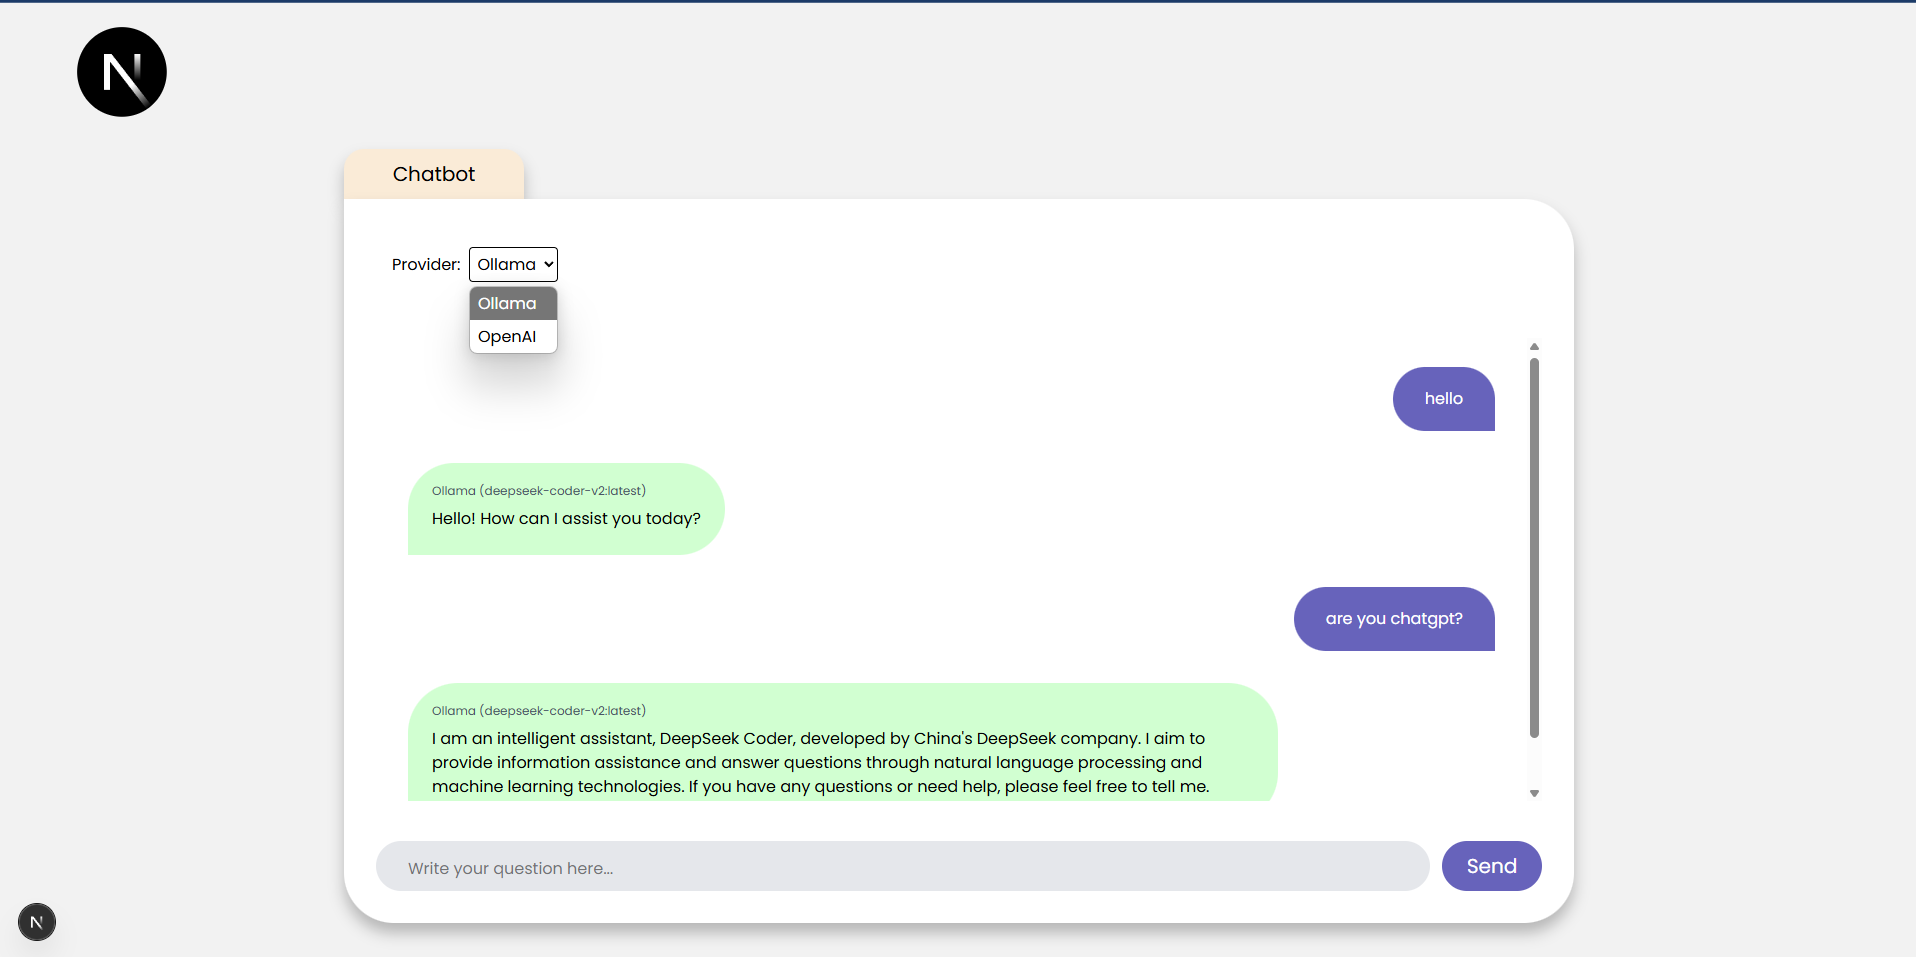 N
Chatbot
Provider: Ollama
Ollama
OpenAI
hello
Ollama (deepseek-coder-v2:latest)
Hello! How can I assist you today?
are you chatgpt?
Ollama (deepseek-coder-v2:latest)
I am an intelligent assistant, DeepSeek Coder, developed by China's DeepSeek company. I aim to
provide information assistance and answer questions through natural language processing and
machine learning technologies. If you have any questions or need help, please feel free to tell me.
Write your question here...
Send
N